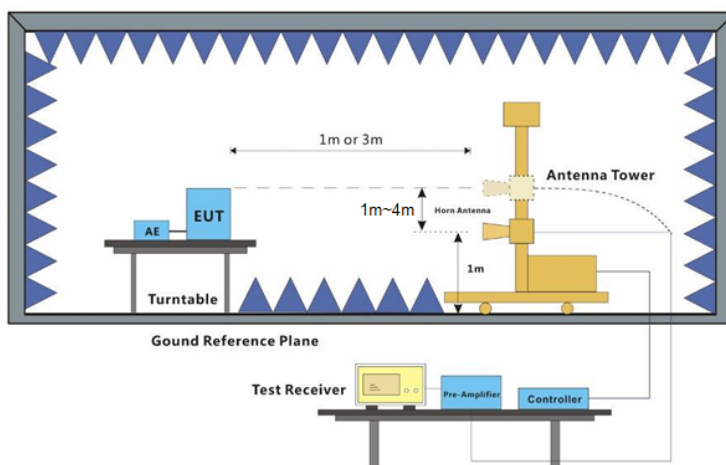 1m or 3m
Antenna Tower
EUT
1m~4m
Horn Antenna
AE
1m
Turntable
Gound Reference Plane
Test Receiver
Pre-Amplifier
Controller